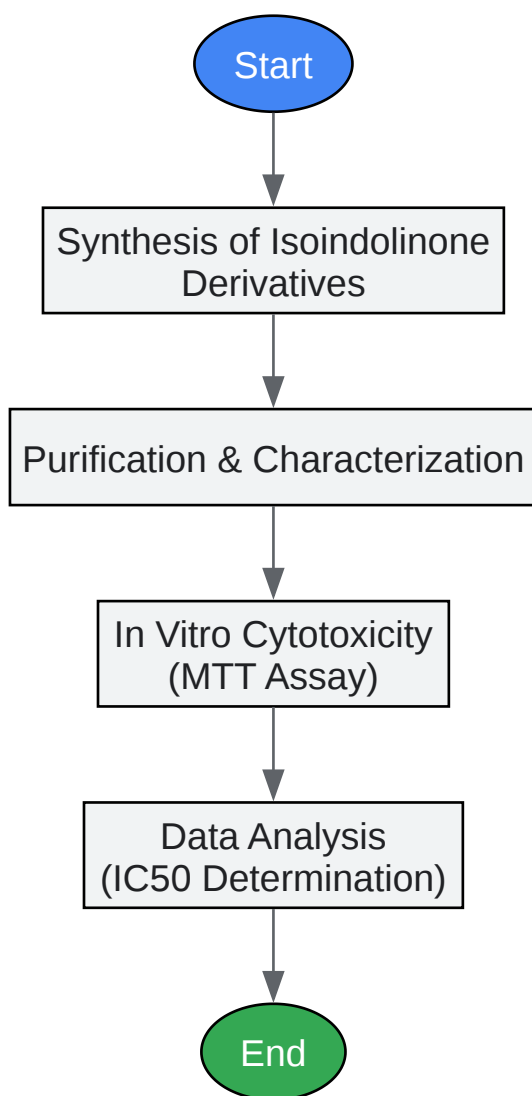 Start
Synthesis of Isoindolinone
Derivatives
Purification & Characterization
In Vitro Cytotoxicity
(MTT Assay)
Data Analysis
(IC50 Determination)
End